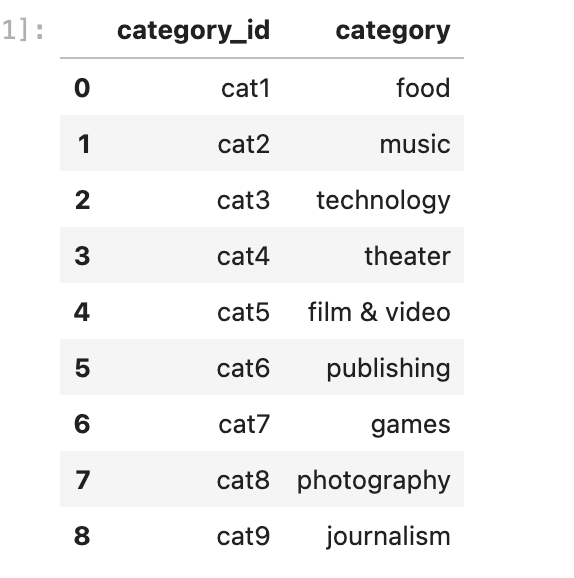 1]: category_id category
0 cat1 food
1 cat2 music
2 cat3 technology
3 cat4 theater
4 cat5 film & video
5 cat6 publishing
6 cat7 games
7 cat8 photography
8 cat9 journalism